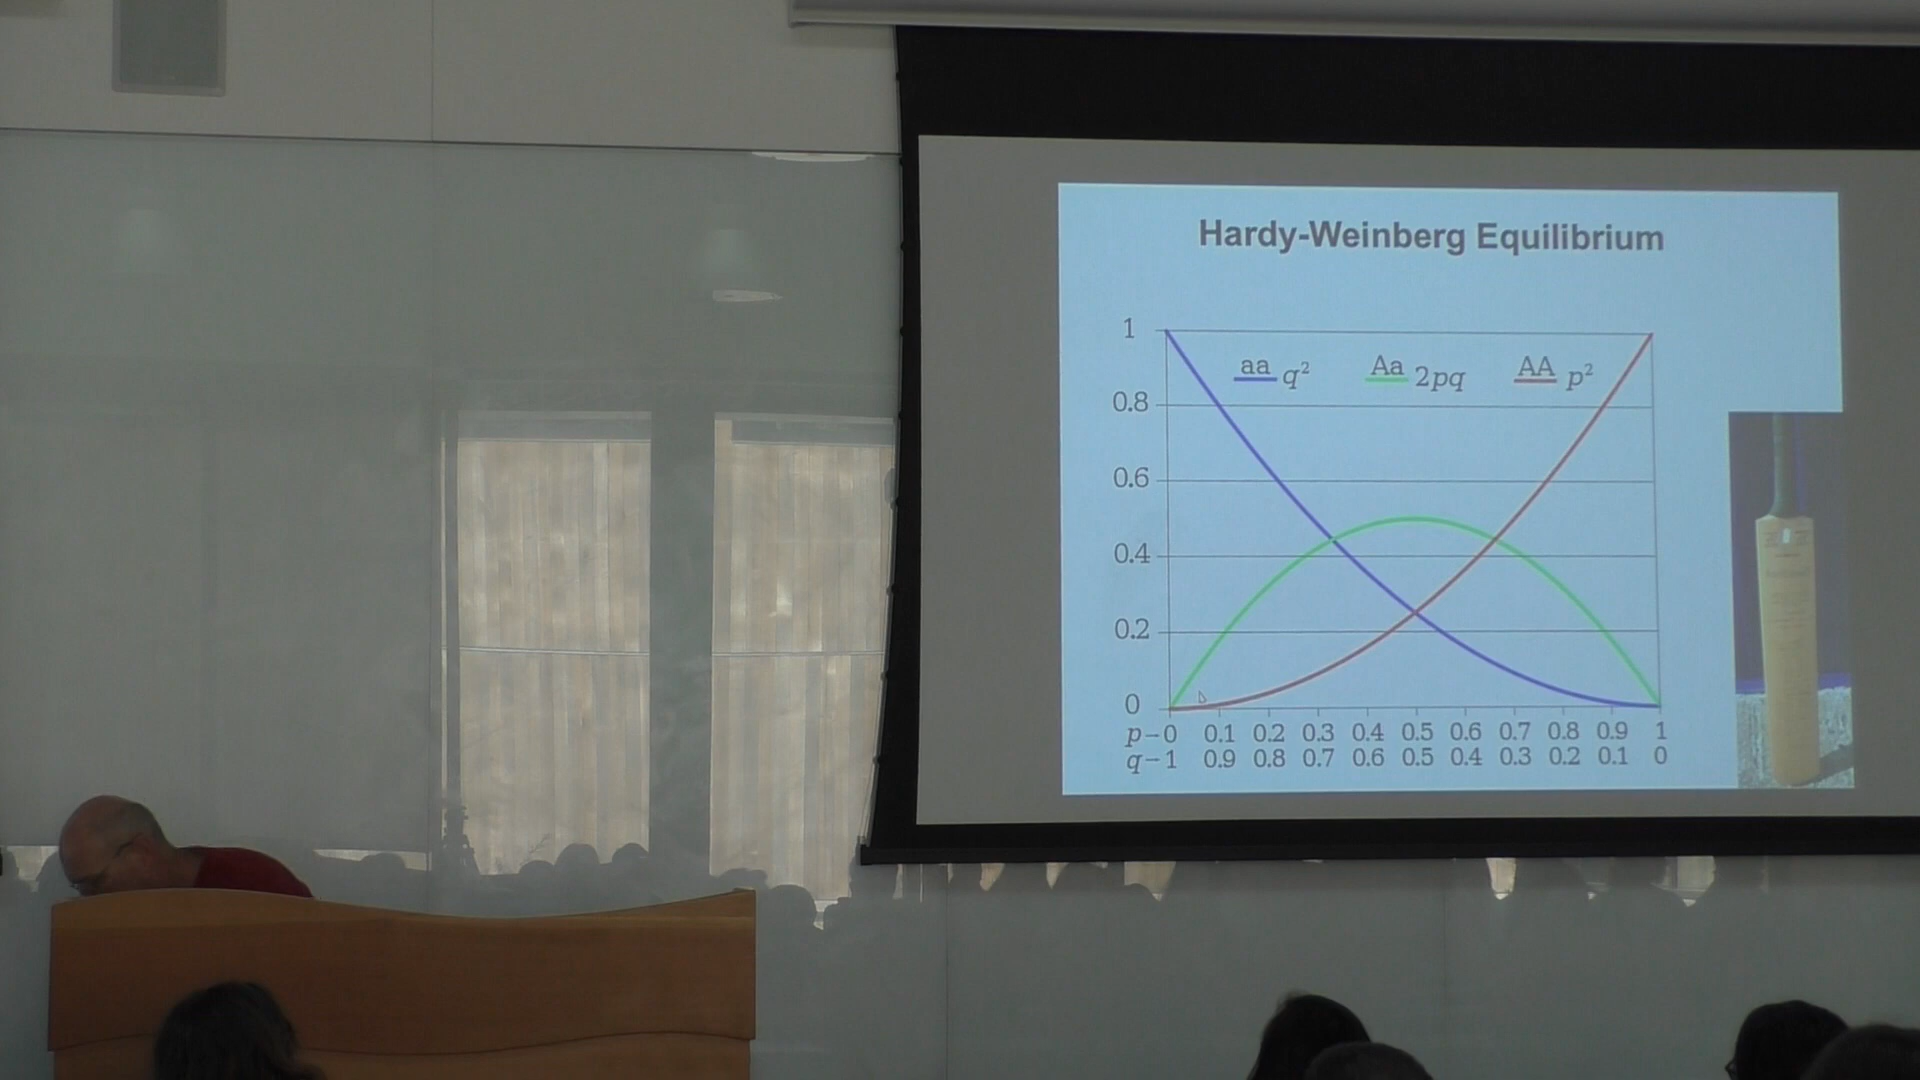 Hardy-Weinberg Equilibrium
1
aa q² Aa 2pq AA p²
0.8
0.6
0.4
0.2
0
p – 0 0.1 0.2 0.3 0.4 0.5 0.6 0.7 0.8 0.9 1
q – 1 0.9 0.8 0.7 0.6 0.5 0.4 0.3 0.2 0.1 0